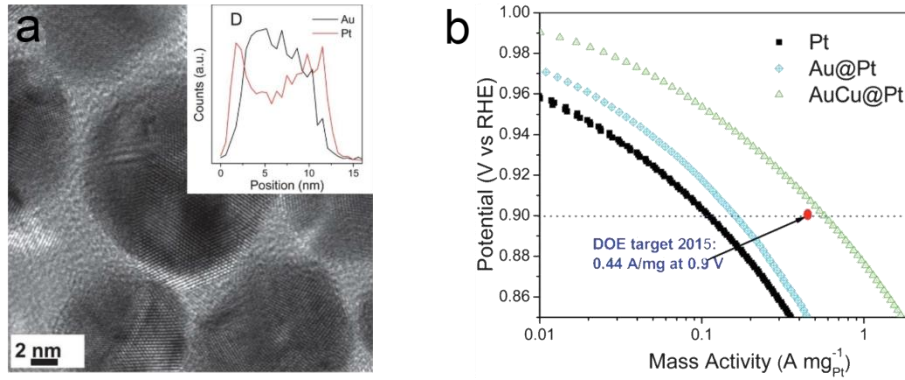 a
D
Au
Pt
Counts (a.u.)
0
5
10
15
Position (nm)
2 nm
b
1.00
0.98
0.96
0.94
0.92
0.90
0.88
0.86
Potential (V vs RHE)
Pt
Au@Pt
AuCu@Pt
DOE target 2015:
0.44 A/mg at 0.9 V
0.01
0.1
1
Mass Activity (A mg⁻¹Pt)